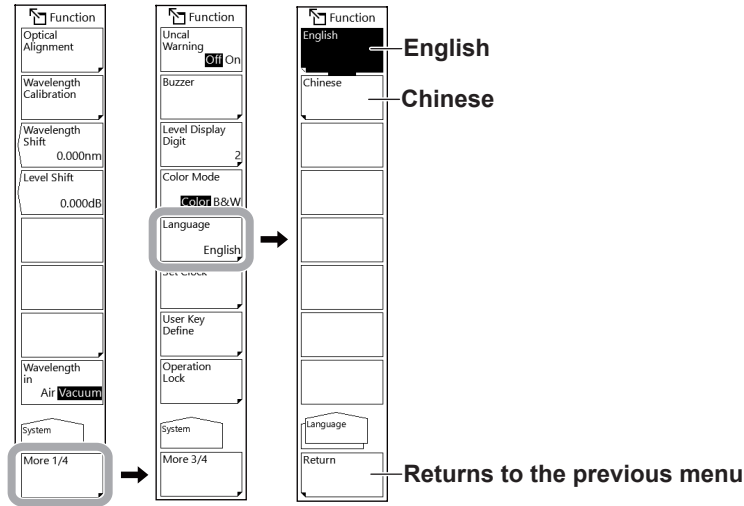 Function
Optical
Alignment
Wavelength
Calibration
Wavelength
Shift
0.000nm
Level Shift
0.000dB
Wavelength
in
Air Vacuum
System
More 1/4
Function
Uncal
Warning
Off On
Buzzer
Level Display
Digit
2
Color Mode
Color B&W
Language
English
Set Clock
User Key
Define
Operation
Lock
System
More 3/4
Function
English
Chinese
Language
Return
English
Chinese
Returns to the previous menu